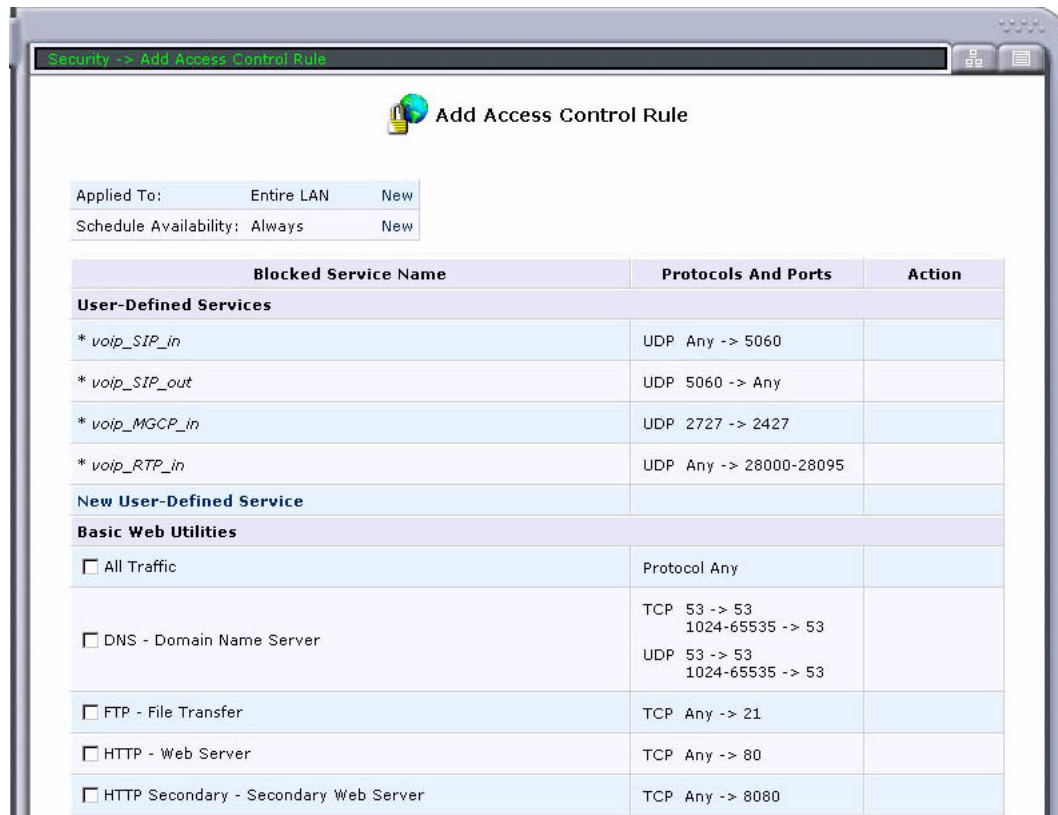 Security -> Add Access Control Rule
Add Access Control Rule
Applied To: Entire LAN New
Schedule Availability: Always New
Blocked Service Name Protocols And Ports Action
User-Defined Services
* voip_SIP_in UDP Any -> 5060
* voip_SIP_out UDP 5060 -> Any
* voip_MGCP_in UDP 2727 -> 2427
* voip_RTP_in UDP Any -> 28000-28095
New User-Defined Service
Basic Web Utilities
All Traffic Protocol Any
DNS - Domain Name Server TCP 53 -> 53
1024-65535 -> 53
UDP 53 -> 53
1024-65535 -> 53
FTP - File Transfer TCP Any -> 21
HTTP - Web Server TCP Any -> 80
HTTP Secondary - Secondary Web Server TCP Any -> 8080